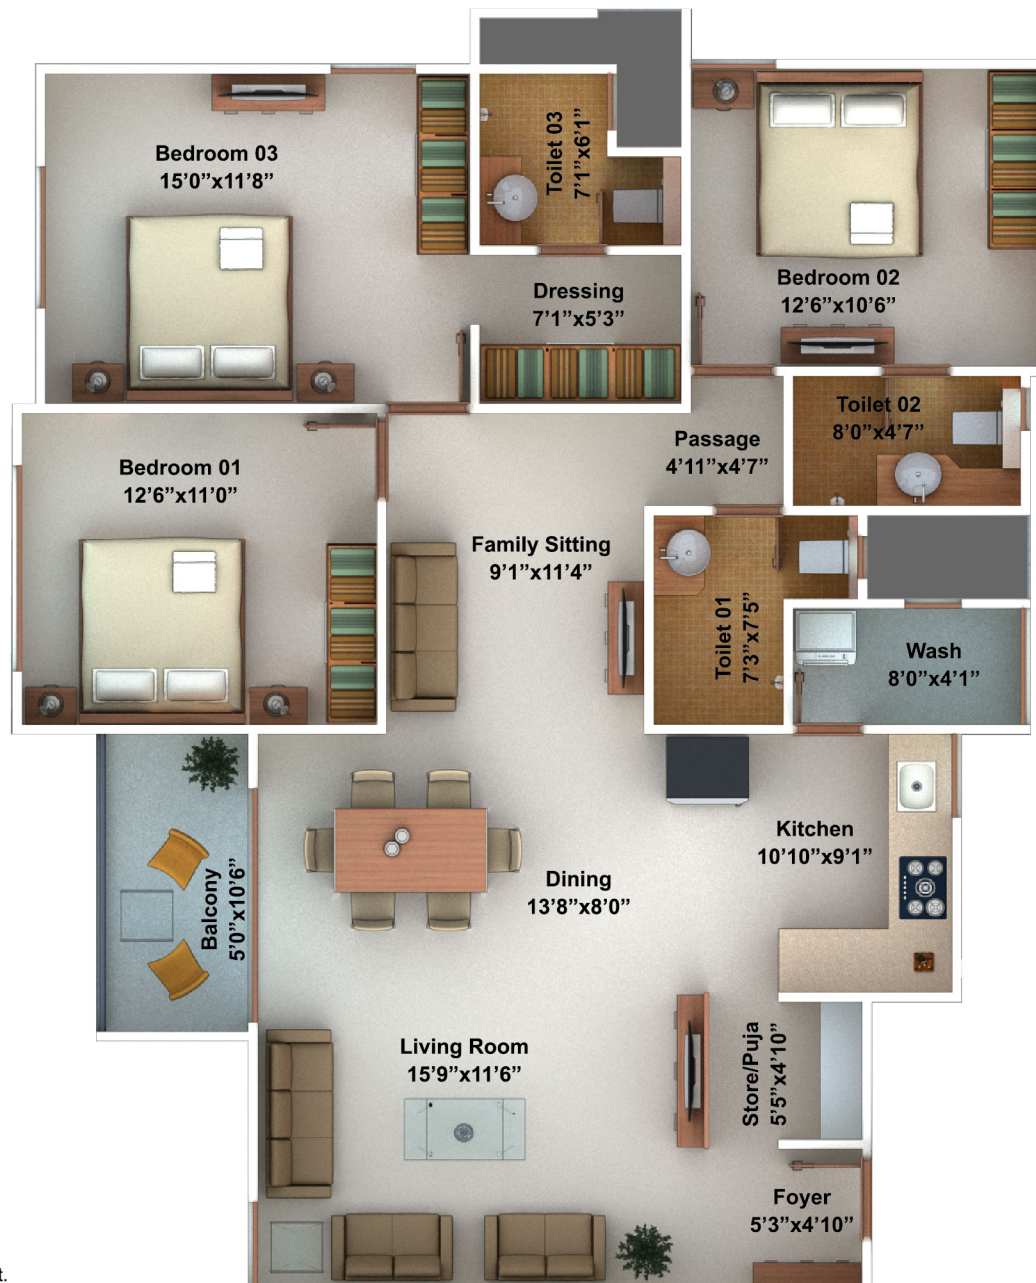 Bedroom 03
15’0”x11’8”
Toilet 03
7’1”x6’1”
Bedroom 02
12’6”x10’6”
Dressing
7’1”x5’3”
Toilet 02
8’0”x4’7”
Passage
4’11”x4’7”
Bedroom 01
12’6”x11’0”
Family Sitting
9’1”x11’4”
Toilet 01
7’3”x7’5”
Wash
8’0”x4’1”
Kitchen
10’10”x9’1”
Dining
13’8”x8’0”
Balcony
5’0”x10’6”
Living Room
15’9”x11’6”
Store/Puja
5’5”x4’10”
Foyer
5’3”x4’10”
t.